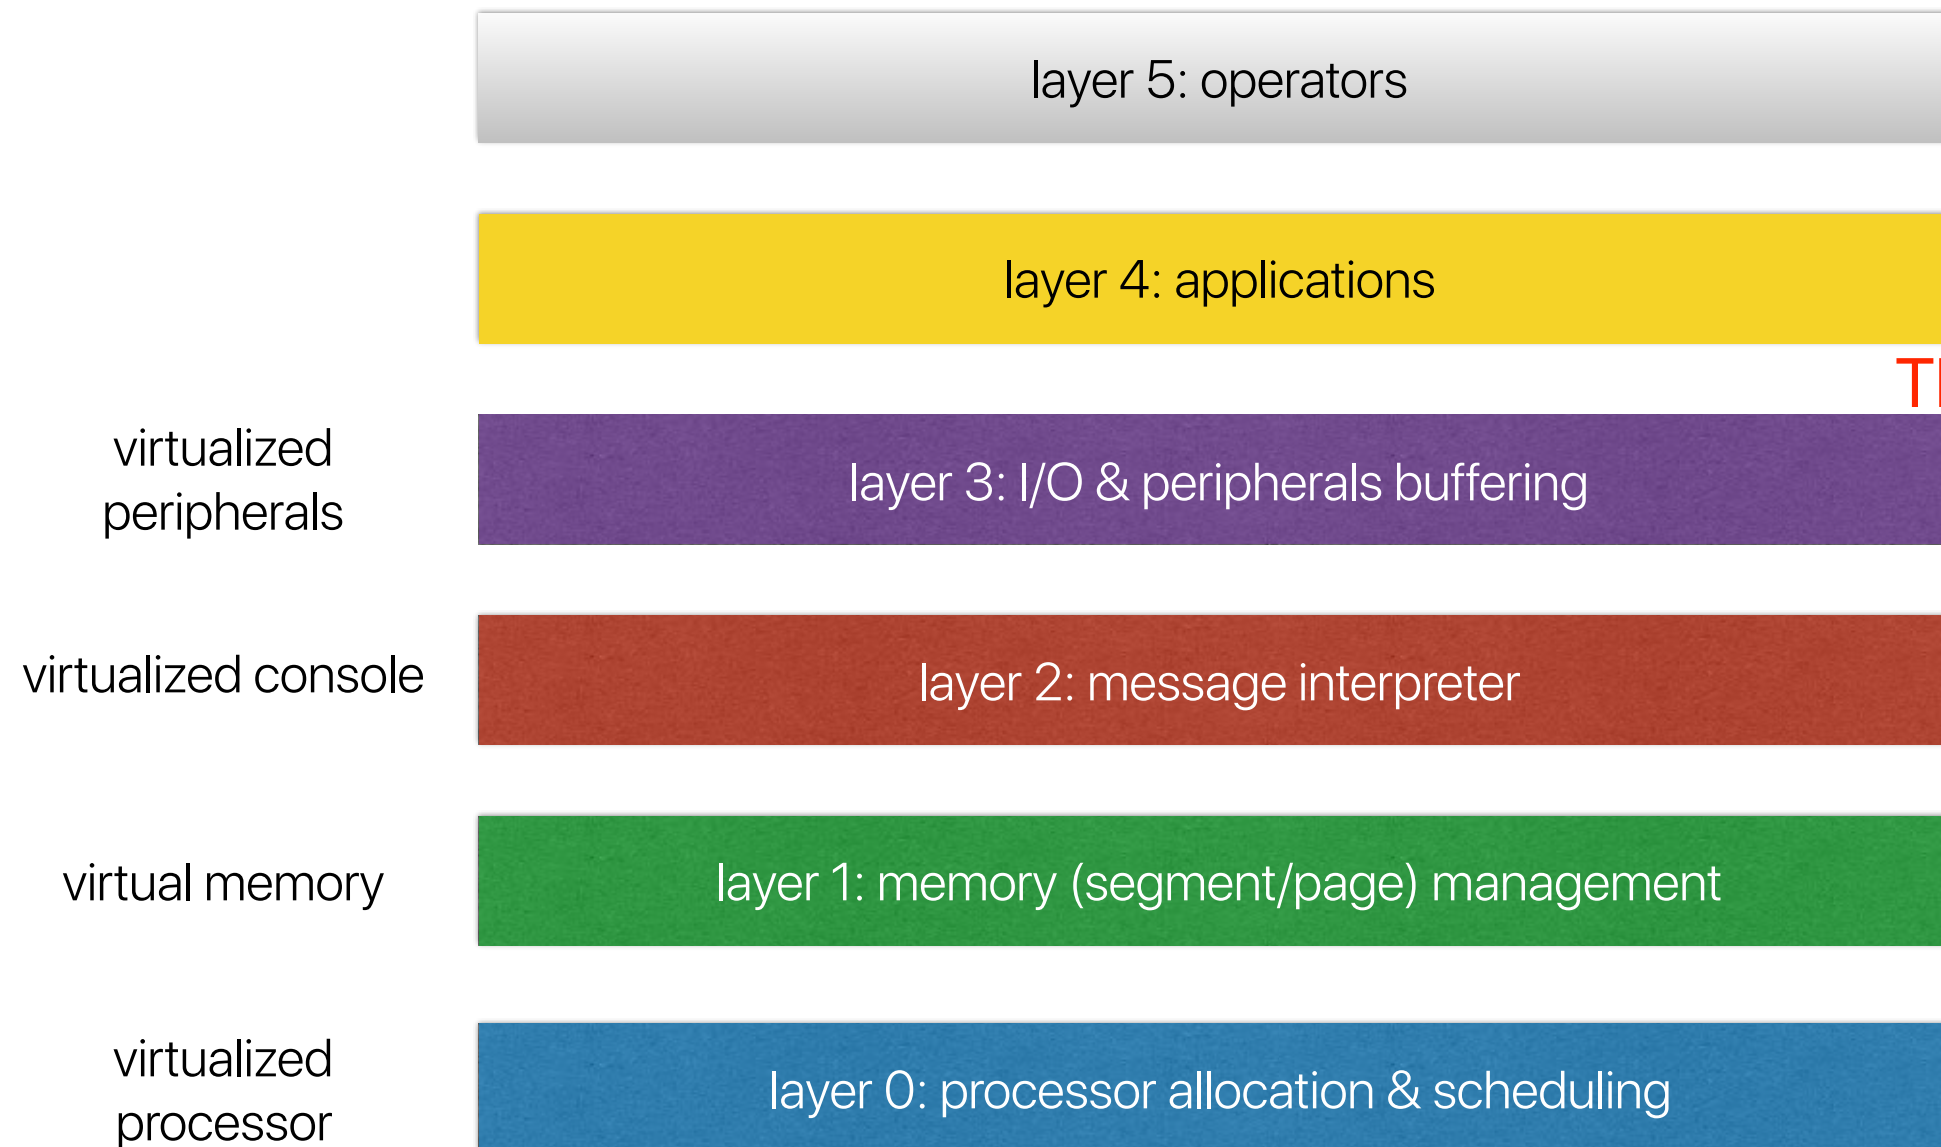 layer 5: operators
layer 4: applications
virtualized
peripherals
layer 3: I/O & peripherals buffering
virtualized console
layer 2: message interpreter
virtual memory
layer 1: memory (segment/page) management
virtualized
processor
layer 0: processor allocation & scheduling